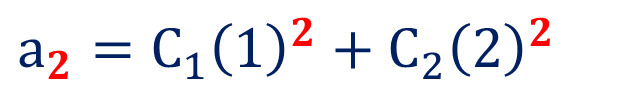 a₂ = C₁(1)² + C₂(2)²